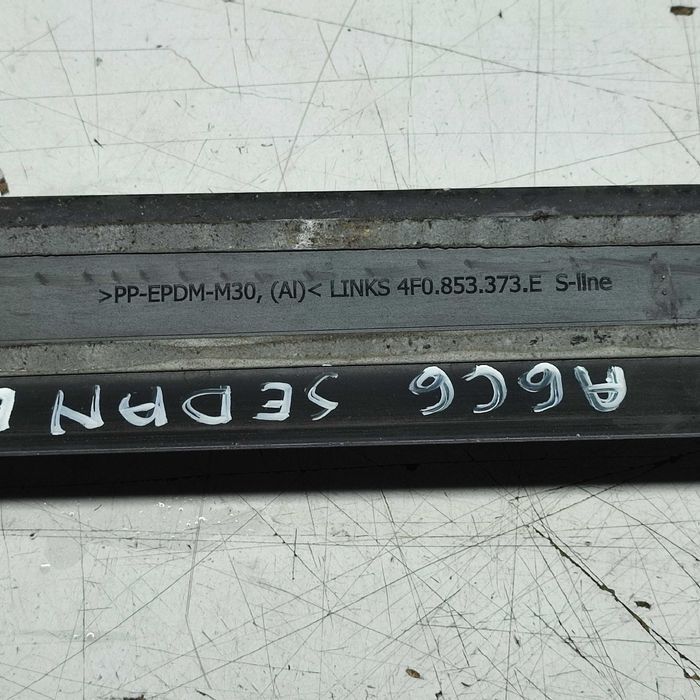 >PP-EPDM-M30, (Al)< LINKS 4F0.853.373.E S-line
A6C6 SEDAN